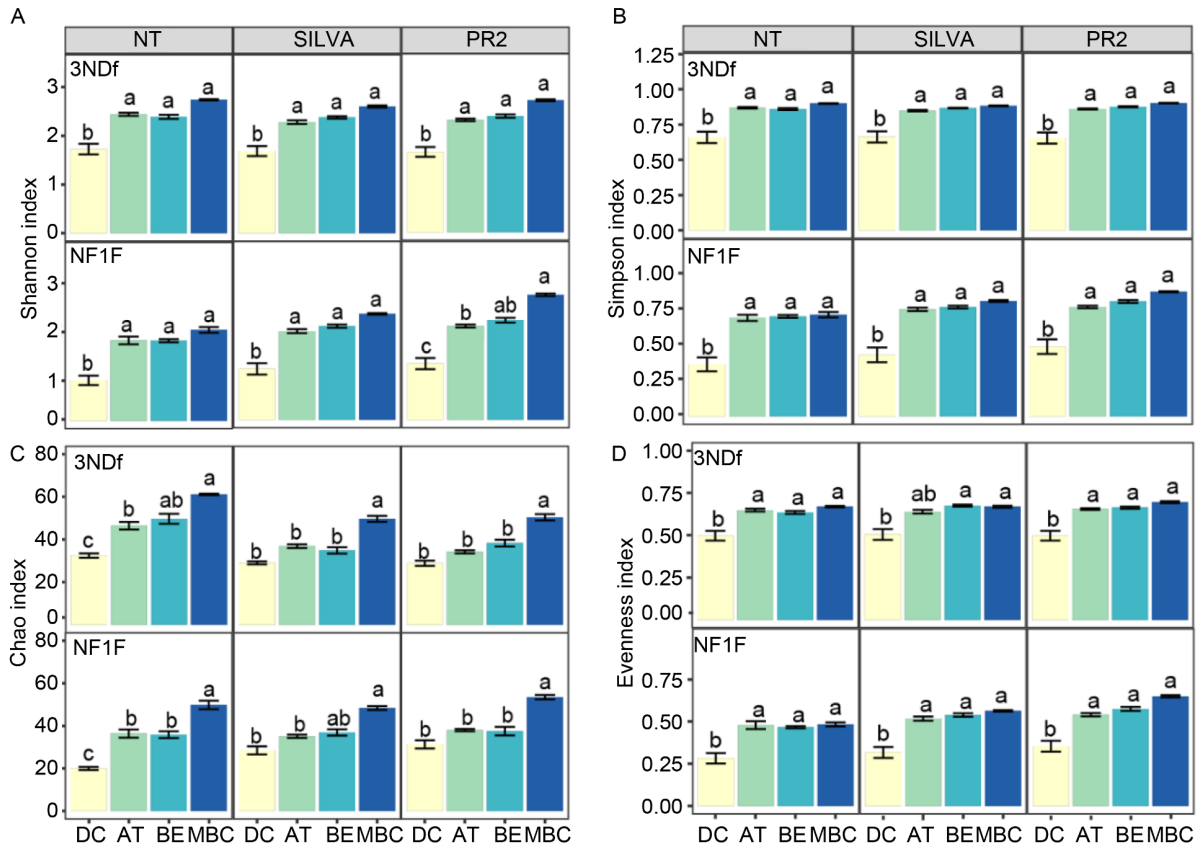 A
NT SILVA PR2
Shannon index
3NDf
3
2
1
0
b a a a
b a a a
b a a a
NF1F
3
2
1
0
b a a a
b a a a
c b ab a
B
NT SILVA PR2
Simpson index
3NDf
1.25
1.00
0.75
0.50
0.25
0.00
b a a a
b a a a
b a a a
NF1F
1.00
0.75
0.50
0.25
0.00
b a a a
b a a a
b a a a
C
Chao index
3NDf
80
60
40
20
0
c b ab a
b b b a
b b b a
NF1F
80
60
40
20
0
c b b a
b b ab a
b b b a
DC AT BE MBC DC AT BE MBC DC AT BE MBC
D
Evenness index
3NDf
1.00
0.75
0.50
0.25
0.00
b a a a
b ab a a
b a a a
NF1F
0.75
0.50
0.25
0.00
b a a a
b a a a
b a a a
DC AT BE MBC DC AT BE MBC DC AT BE MBC